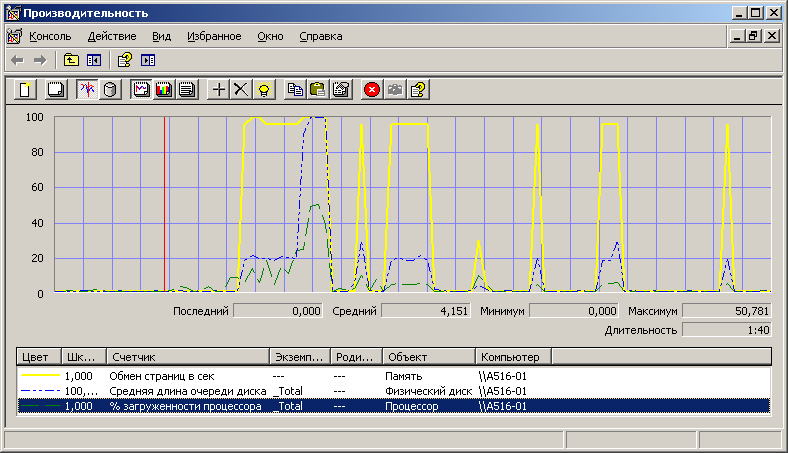 Производительность
Консоль Действие Вид Избранное Окно Справка
100
80
60
40
20
0
Последний 0,000 Средний 4,151 Минимум 0,000 Максимум 50,781
Длительность 1:40
Цвет Шк... Счетчик Экземп... Роди... Объект Компьютер
1,000 Обмен страниц в сек --- --- Память \\A516-01
100,... Средняя длина очереди диска _Total --- Физический диск \\A516-01
1,000 % загруженности процессора _Total --- Процессор \\A516-01